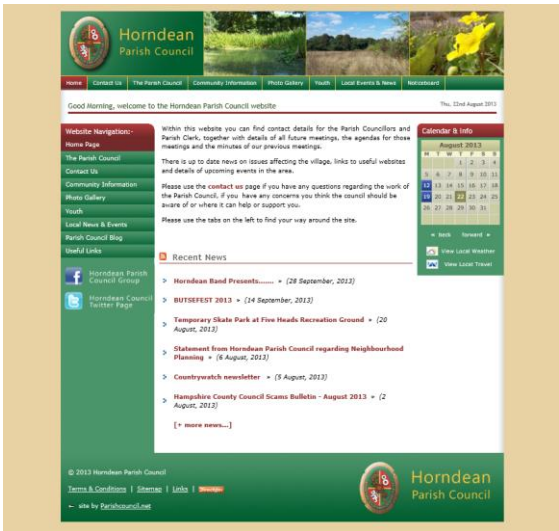 Horndean
Parish Council
Home Contact Us The Parish Council Community Information Photo Gallery Youth Local Events & News Noticeboard
Good Morning, welcome to the Horndean Parish Council website
Thu, 22nd August 2013
Website Navigation:-
Home Page
The Parish Council
Contact Us
Community Information
Photo Gallery
Youth
Local News & Events
Parish Council Blog
Useful Links
Horndean Parish
Council Group
Horndean Council
Twitter Page
Within this website you can find contact details for the Parish Councillors and
Parish Clerk, together with details of all future meetings, the agendas for those
meetings and the minutes of our previous meetings.
There is up to date news on issues affecting the village, links to useful websites
and details of upcoming events in the area.
Please use the contact us page if you have any questions regarding the work of
the Parish Council, if you have any concerns you think the council should be
aware of or where it can help or support you.
Please use the tabs on the left to find your way around the site.
Recent News
Horndean Band Presents....... » (28 September, 2013)
BUTSEFEST 2013 » (14 September, 2013)
Temporary Skate Park at Five Heads Recreation Ground » (20
August, 2013)
Statement from Horndean Parish Council regarding Neighbourhood
Planning » (6 August, 2013)
Countrywatch newsletter » (5 August, 2013)
Hampshire County Council Scams Bulletin - August 2013 » (2
August, 2013)
[+ more news...]
Calendar & Info
August 2013
M T W T F S S
1 2 3 4
5 6 7 8 9 10 11
12 13 14 15 16 17 18
19 20 21 22 23 24 25
26 27 28 29 30 31
« back forward »
View Local Weather
View Local Travel
© 2013 Horndean Parish Council
Terms & Conditions | Sitemap | Links |
← site by Parishcouncil.net
Horndean
Parish Council